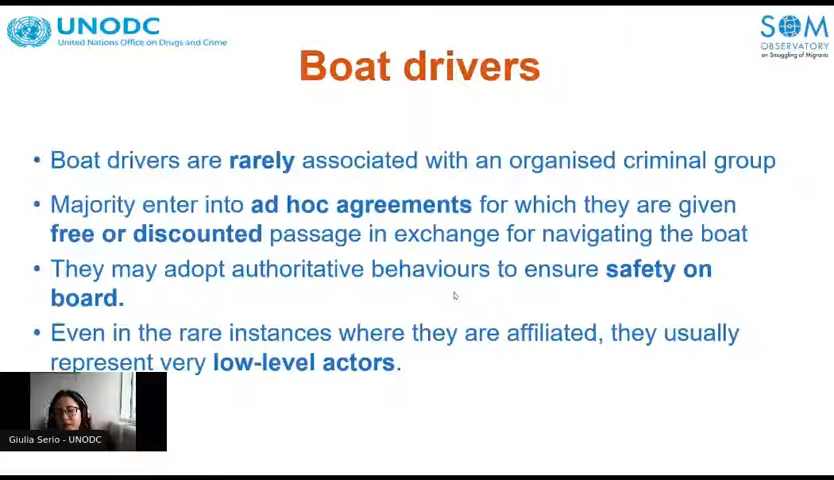 UNODC
United Nations Office on Drugs and Crime
SOM
OBSERVATORY
on Smuggling of Migrants
Boat drivers
• Boat drivers are rarely associated with an organised criminal group
• Majority enter into ad hoc agreements for which they are given
free or discounted passage in exchange for navigating the boat
• They may adopt authoritative behaviours to ensure safety on
board.
• Even in the rare instances where they are affiliated, they usually
represent very low-level actors.
Giulia Serio - UNODC